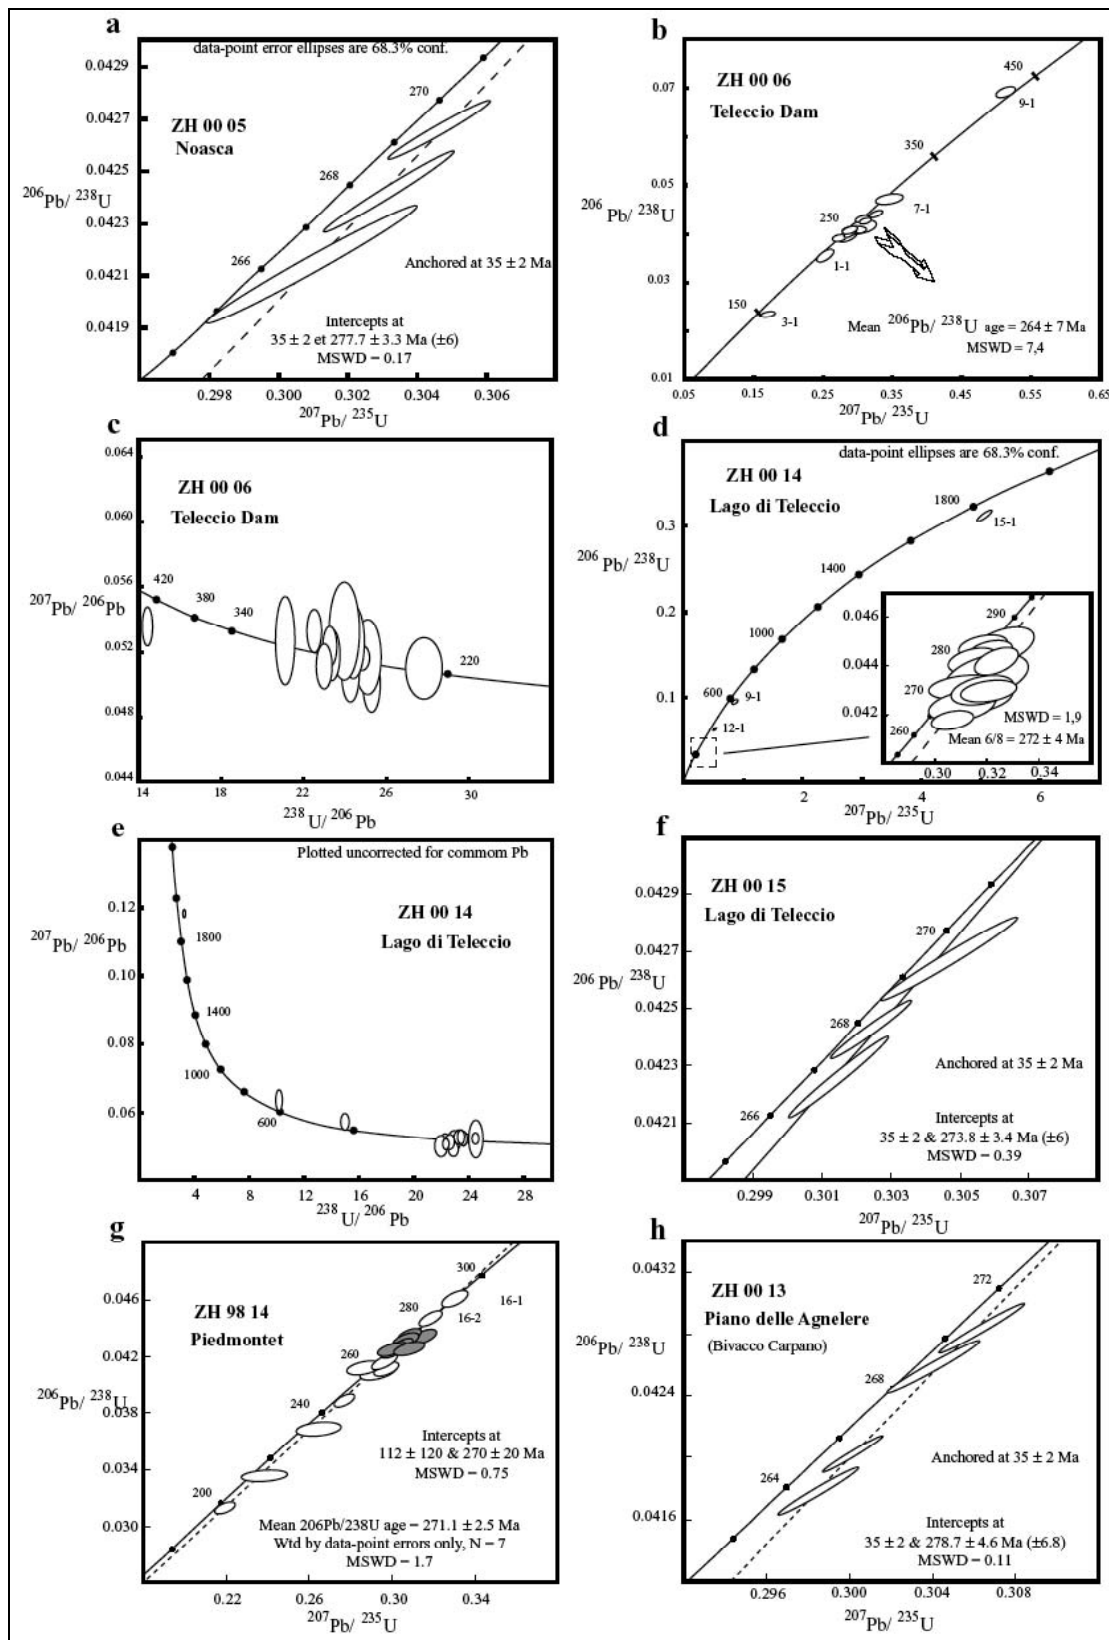 a
data-point error ellipses are 68.3% conf.
0.0429
0.0427
0.0425
0.0423
0.0421
0.0419
206Pb/ 238U
ZH 00 05
Noasca
270
268
266
Anchored at 35 ± 2 Ma
Intercepts at
35 ± 2 et 277.7 ± 3.3 Ma (±6)
MSWD = 0.17
0.298 0.300 0.302 0.304 0.306
207Pb/ 235U
b
ZH 00 06
Teleccio Dam
0.07
0.05
0.03
0.01
206Pb/ 238U
450
9-1
350
7-1
250
1-1
150
3-1
Mean 206Pb/ 238U age = 264 ± 7 Ma
MSWD = 7,4
0.05 0.15 0.25 0.35 0.45 0.55 0.65
207Pb/ 235U
c
ZH 00 06
Teleccio Dam
0.064
0.060
0.056
0.052
0.048
0.044
207Pb/ 206Pb
420
380
340
220
14 18 22 26 30
238U/ 206Pb
d
data-point ellipses are 68.3% conf.
ZH 00 14
Lago di Teleccio
206Pb/ 238U
0.3
0.2
0.1
1800
15-1
1400
1000
600
9-1
12-1
0.046
0.044
0.042
290
280
270
260
MSWD = 1,9
Mean 6/8 = 272 ± 4 Ma
0.30 0.32 0.34
2 4 6
207Pb/ 235U
e
Plotted uncorrected for commom Pb
ZH 00 14
Lago di Teleccio
0.12
0.10
0.08
0.06
207Pb/ 206Pb
1800
1400
1000
600
4 8 12 16 20 24 28
238U/ 206Pb
f
ZH 00 15
Lago di Teleccio
0.0429
0.0427
0.0425
0.0423
0.0421
206Pb/ 238U
270
268
266
Anchored at 35 ± 2 Ma
Intercepts at
35 ± 2 & 273.8 ± 3.4 Ma (±6)
MSWD = 0.39
0.299 0.301 0.303 0.305 0.307
207Pb/ 235U
g
ZH 98 14
Piedmontet
0.046
0.042
0.038
0.034
0.030
206Pb/ 238U
300
16-1
280
16-2
260
240
200
Intercepts at
112 ± 120 & 270 ± 20 Ma
MSWD = 0.75
Mean 206Pb/238U age = 271.1 ± 2.5 Ma
Wtd by data-point errors only, N = 7
MSWD = 1.7
0.22 0.26 0.30 0.34
207Pb/ 235U
h
ZH 00 13
Piano delle Agnelere
(Bivacco Carpano)
0.0432
0.0424
0.0416
206Pb/ 238U
272
268
264
Anchored at 35 ± 2 Ma
Intercepts at
35 ± 2 & 278.7 ± 4.6 Ma (±6.8)
MSWD = 0.11
0.296 0.300 0.304 0.308
207Pb/ 235U